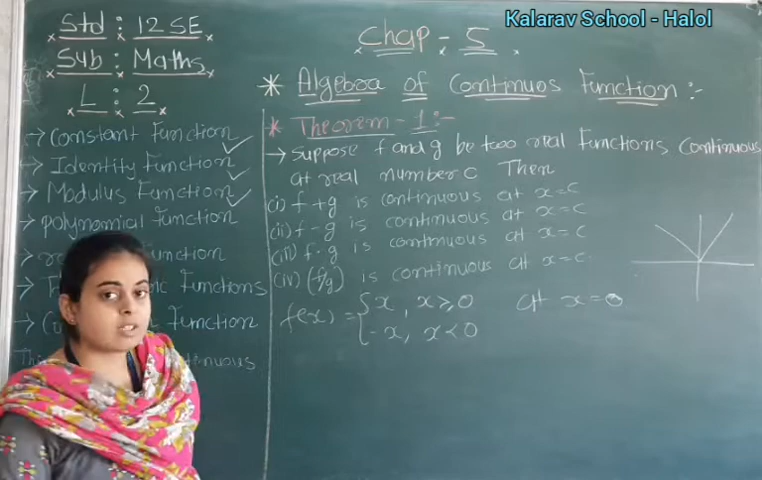 Kalarav School - Halol
Std : 12 SE
Sub : Maths
L : 2
Chap - 5
* Algebra of Continuos Function :-
→ Constant Function
→ Identity Function
→ Modulus Function
→ polynomial Function
Function
Functions
Function
continuous
* Theorem - 1 :-
→ Suppose f and g be too real Functions Continuous
at real number C Then
(i) f + g is continuous at x = C
(ii) f - g is continuous at x = C
(iii) f · g is continuous at x = C
(iv) (f/g) is continuous at x = C
f(x) = { x, x ≥ 0 at x = 0
-x, x < 0